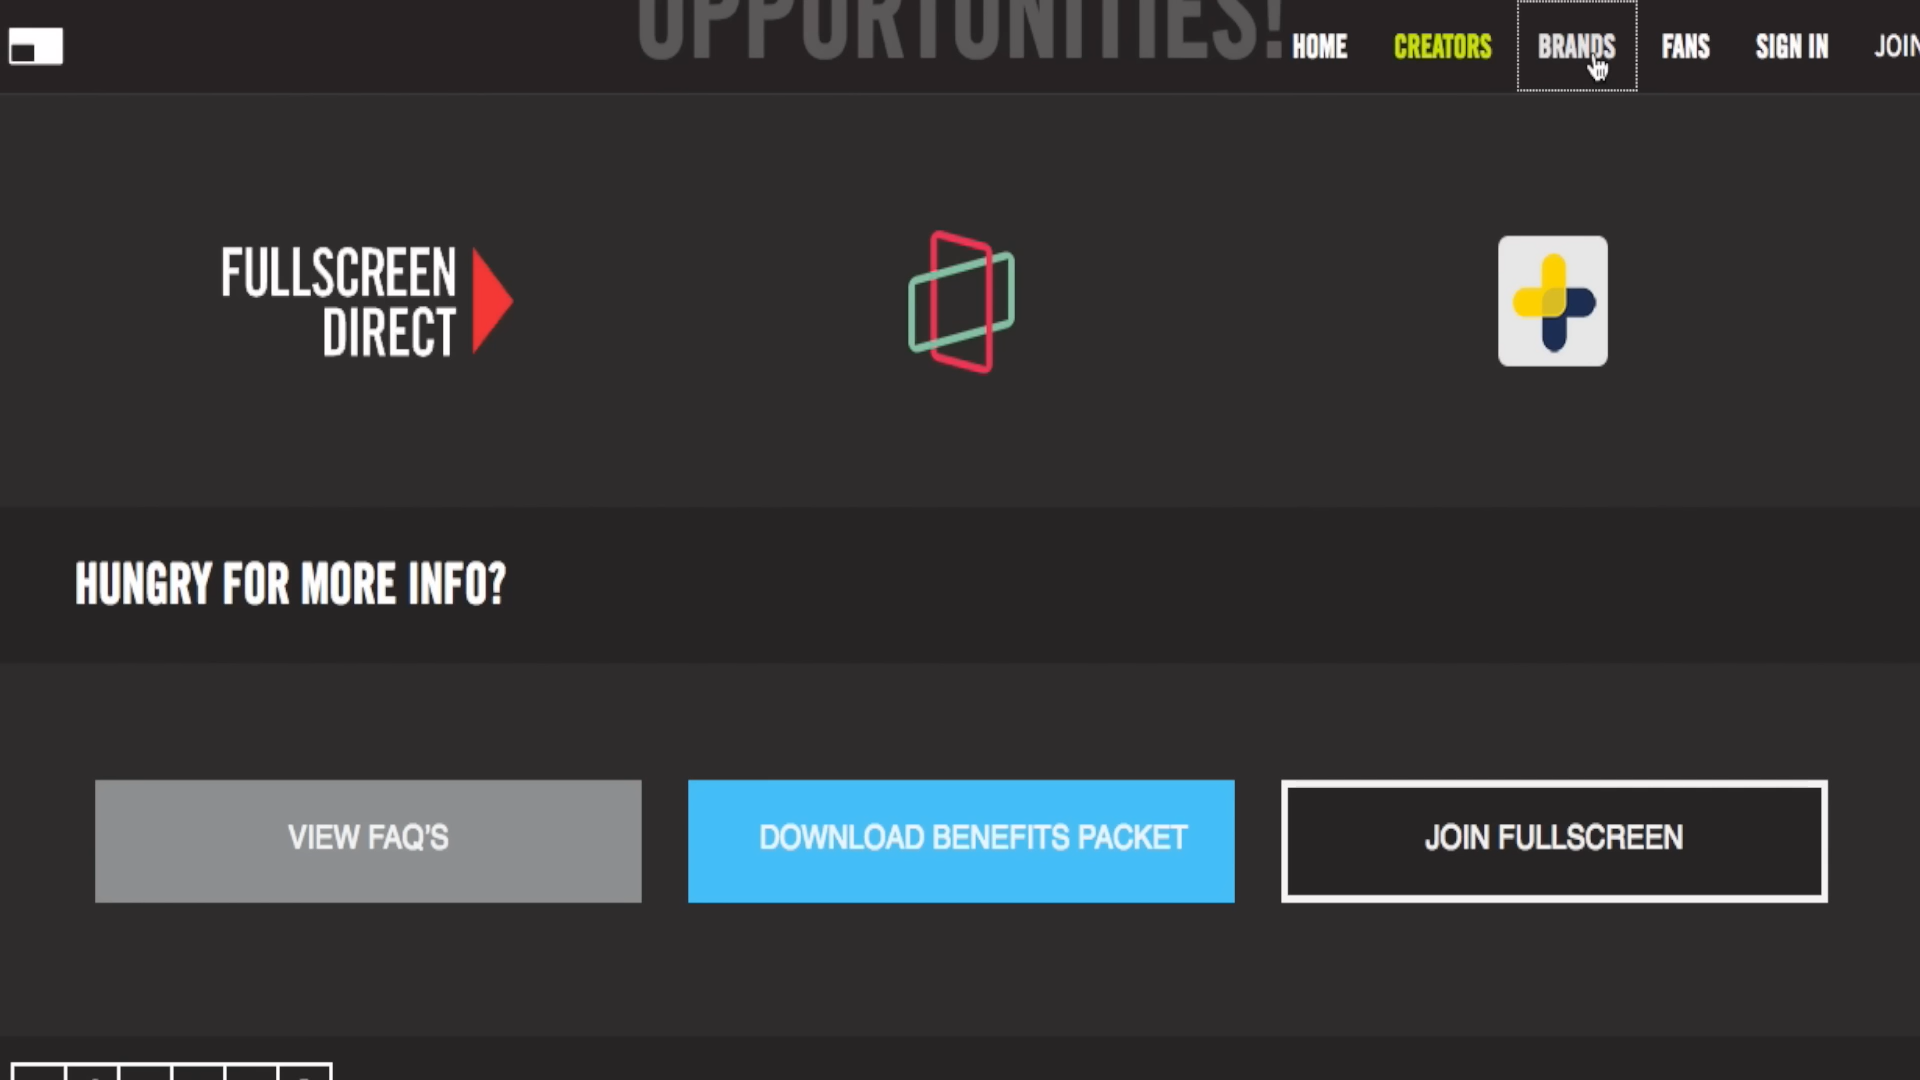 OPPORTUNITIES!
HOME CREATORS BRANDS FANS SIGN IN JOIN
FULLSCREEN
DIRECT
HUNGRY FOR MORE INFO?
VIEW FAQ'S
DOWNLOAD BENEFITS PACKET
JOIN FULLSCREEN